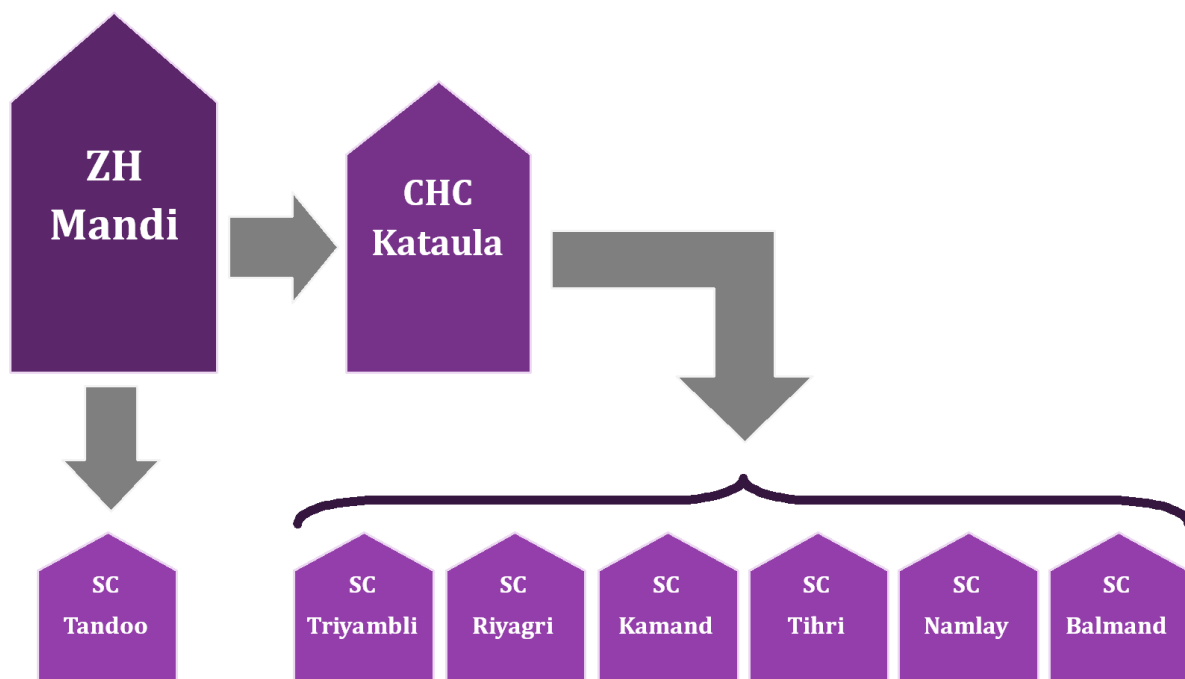 ZH
Mandi
CHC
Kataula
SC
Tandoo
SC
Triyambli
SC
Riyagri
SC
Kamand
SC
Tihri
SC
Namlay
SC
Balmand